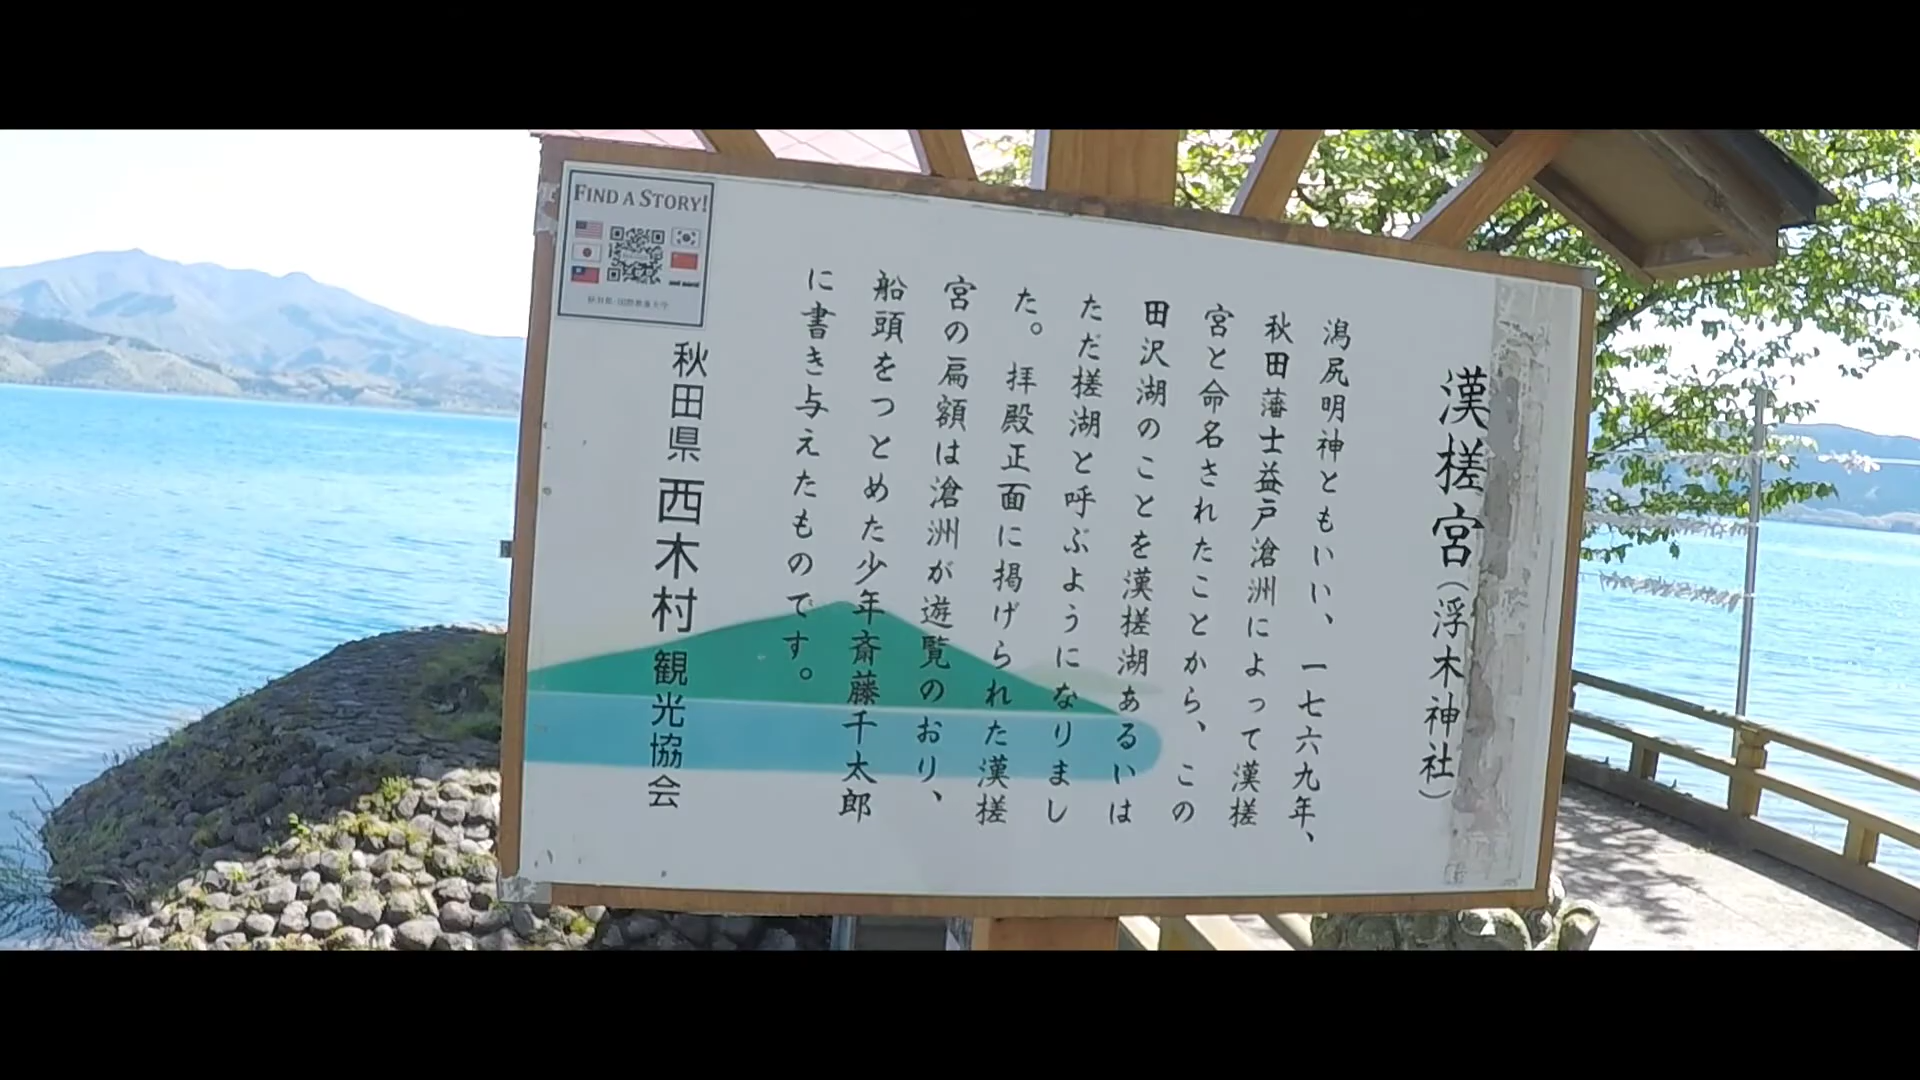 漢槎宮(浮木神社)
潟尻明神ともいい、一七六九年、
秋田藩士益戸滄洲によって漢槎
宮と命名されたことから、この
田沢湖のことを漢槎湖あるいは
ただ槎湖と呼ぶようになりまし
た。拝殿正面に掲げられた漢槎
宮の扁額は滄洲が遊覧のおり、
船頭をつとめた少年斎藤千太郎
に書き与えたものです。
秋田県 西木村 観光協会
FIND A STORY!